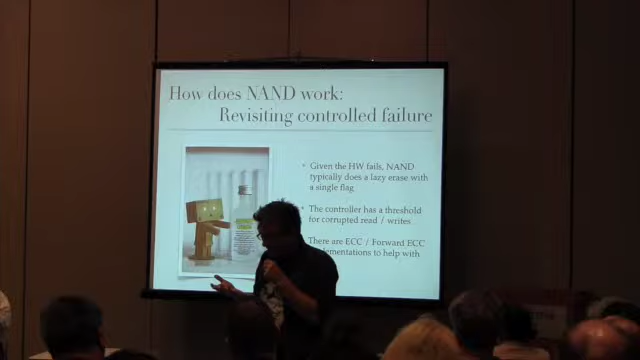 How does NAND work:
Revisiting controlled failure
• Given the HW fails, NAND
typically does a lazy erase with
a single flag
• The controller has a threshold
for corrupted read / writes
There are ECC / Forward ECC
to help with